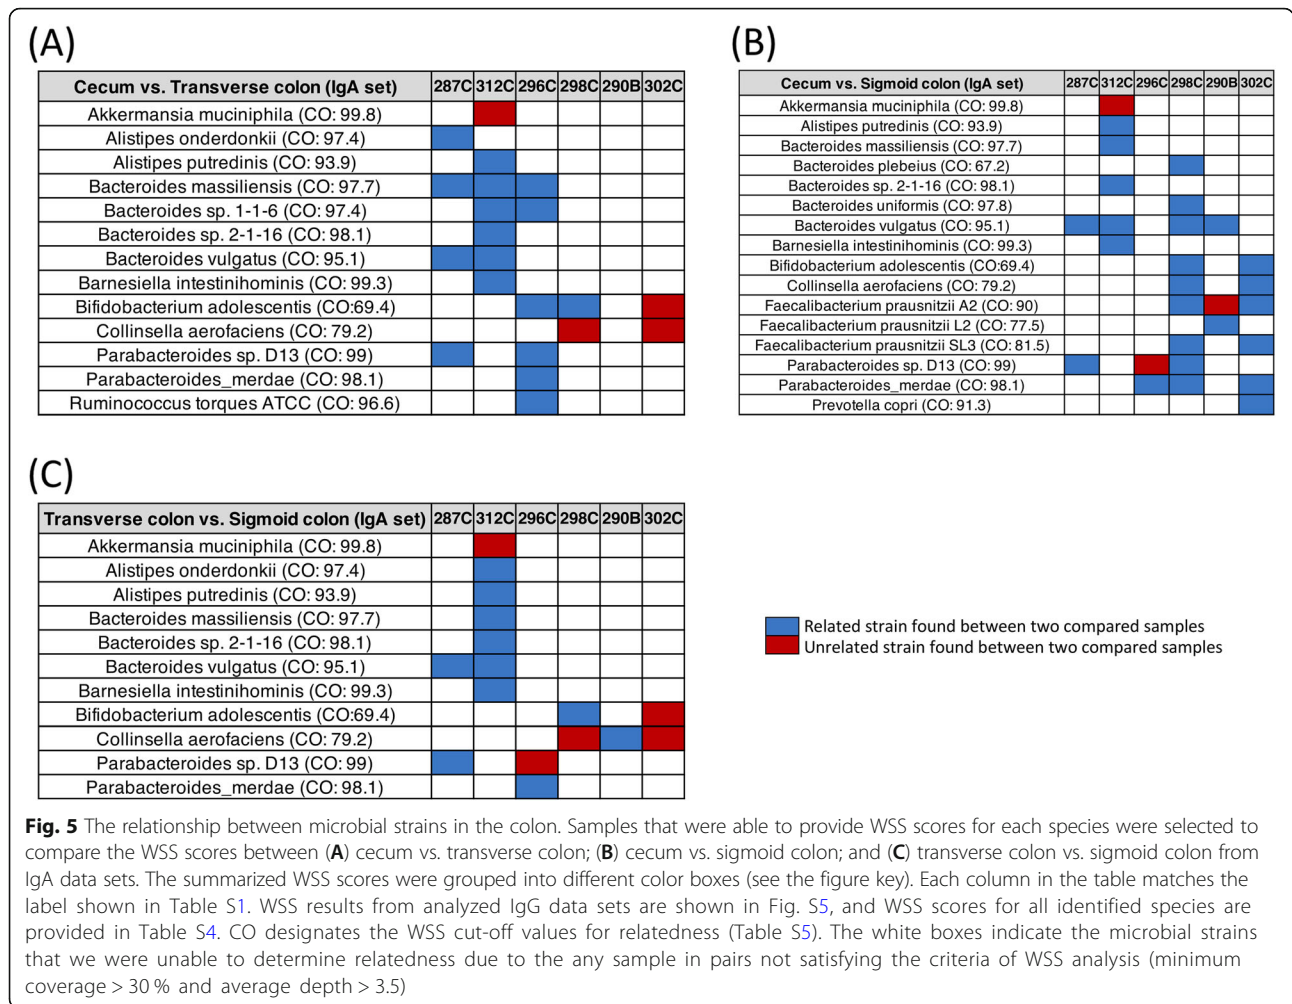 (A)
Cecum vs. Transverse colon (IgA set) 287C 312C 296C 298C 290B 302C
Akkermansia muciniphila (CO: 99.8)
Alistipes onderdonkii (CO: 97.4)
Alistipes putredinis (CO: 93.9)
Bacteroides massiliensis (CO: 97.7)
Bacteroides sp. 1-1-6 (CO: 97.4)
Bacteroides sp. 2-1-16 (CO: 98.1)
Bacteroides vulgatus (CO: 95.1)
Barnesiella intestinihominis (CO: 99.3)
Bifidobacterium adolescentis (CO:69.4)
Collinsella aerofaciens (CO: 79.2)
Parabacteroides sp. D13 (CO: 99)
Parabacteroides_merdae (CO: 98.1)
Ruminococcus torques ATCC (CO: 96.6)
(B)
Cecum vs. Sigmoid colon (IgA set) 287C 312C 296C 298C 290B 302C
Akkermansia muciniphila (CO: 99.8)
Alistipes putredinis (CO: 93.9)
Bacteroides massiliensis (CO: 97.7)
Bacteroides plebeius (CO: 67.2)
Bacteroides sp. 2-1-16 (CO: 98.1)
Bacteroides uniformis (CO: 97.8)
Bacteroides vulgatus (CO: 95.1)
Barnesiella intestinihominis (CO: 99.3)
Bifidobacterium adolescentis (CO:69.4)
Collinsella aerofaciens (CO: 79.2)
Faecalibacterium prausnitzii A2 (CO: 90)
Faecalibacterium prausnitzii L2 (CO: 77.5)
Faecalibacterium prausnitzii SL3 (CO: 81.5)
Parabacteroides sp. D13 (CO: 99)
Parabacteroides_merdae (CO: 98.1)
Prevotella copri (CO: 91.3)
(C)
Transverse colon vs. Sigmoid colon (IgA set) 287C 312C 296C 298C 290B 302C
Akkermansia muciniphila (CO: 99.8)
Alistipes onderdonkii (CO: 97.4)
Alistipes putredinis (CO: 93.9)
Bacteroides massiliensis (CO: 97.7)
Bacteroides sp. 2-1-16 (CO: 98.1)
Bacteroides vulgatus (CO: 95.1)
Barnesiella intestinihominis (CO: 99.3)
Bifidobacterium adolescentis (CO:69.4)
Collinsella aerofaciens (CO: 79.2)
Parabacteroides sp. D13 (CO: 99)
Parabacteroides_merdae (CO: 98.1)
Related strain found between two compared samples
Unrelated strain found between two compared samples
Fig. 5 The relationship between microbial strains in the colon. Samples that were able to provide WSS scores for each species were selected to
compare the WSS scores between (A) cecum vs. transverse colon; (B) cecum vs. sigmoid colon; and (C) transverse colon vs. sigmoid colon from
IgA data sets. The summarized WSS scores were grouped into different color boxes (see the figure key). Each column in the table matches the
label shown in Table S1. WSS results from analyzed IgG data sets are shown in Fig. S5, and WSS scores for all identified species are
provided in Table S4. CO designates the WSS cut-off values for relatedness (Table S5). The white boxes indicate the microbial strains
that we were unable to determine relatedness due to the any sample in pairs not satisfying the criteria of WSS analysis (minimum
coverage > 30 % and average depth > 3.5)